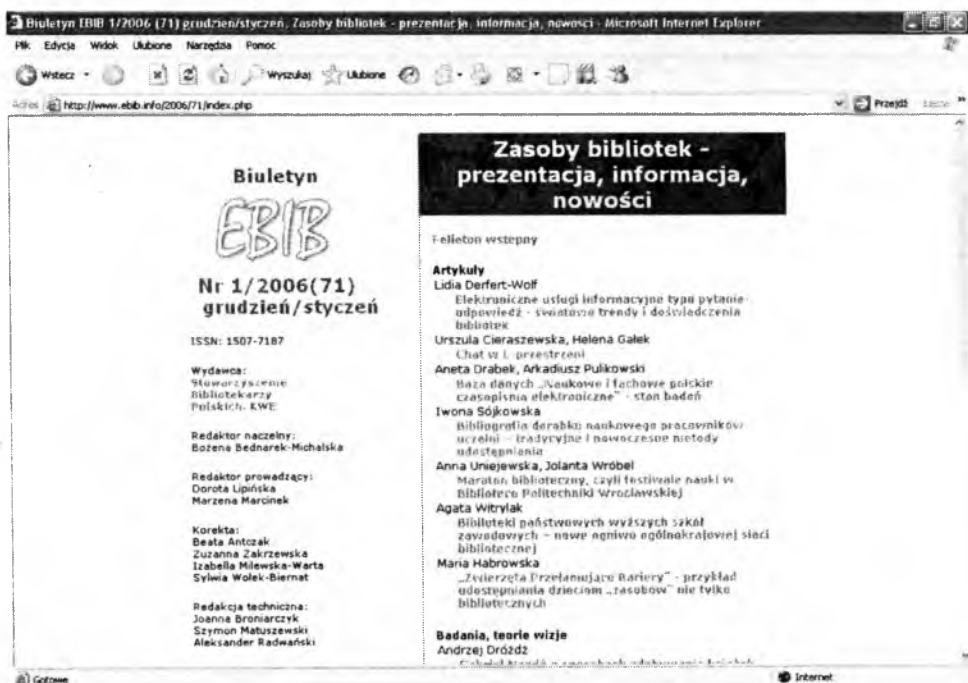 Biuletyn EBIB 1/2006 (71) grudzień/styczeń, Zasoby bibliotek - prezentacja, informacja, nowości - Microsoft Internet Explorer
Plik Edycja Widok Ulubione Narzędzia Pomoc
Wstecz Wyszukaj Ulubione
Adres http://www.ebib.info/2006/71/index.php Przejdź
Biuletyn
EBIB
Nr 1/2006(71)
grudzień/styczeń
ISSN: 1507-7187
Wydawca:
Stowarzyszenie
Bibliotekarzy
Polskich, KWE
Redaktor naczelny:
Bożena Bednarek-Michalska
Redaktor prowadzący:
Dorota Lipińska
Marzena Marcinek
Korekta:
Beata Antczak
Zuzanna Zakrzewska
Izabella Milewska-Warta
Sylwia Wolek-Biernat
Redakcja techniczna:
Joanna Broniarczyk
Szymon Matuszewski
Aleksander Radwański
Zasoby bibliotek -
prezentacja, informacja,
nowości
Felieton wstępny
Artykuły
Lidia Derfert-Wolf
Elektroniczne usługi informacyjne typu pytanie-
odpowiedź - światowe trendy i doświadczenia
bibliotek
Urszula Cieraszewska, Helena Gałek
Chat w
przestrzeni
Aneta Drabek, Arkadiusz Pulikowski
Baza danych „Naukowe i fachowe polskie
czasopisma elektroniczne" - stan badań
Iwona Sójkowska
Bibliografia dorobku naukowego pracowników
uczelni – tradycyjne i nowoczesne metody
udostępniania
Anna Uniejewska, Jolanta Wróbel
Maraton biblioteczny, czyli festiwale nauki w
Bibliotece Politechniki Wrocławskiej
Agata Witrylak
Biblioteki państwowych wyższych szkół
zawodowych – nowe ogniwo ogólnokrajowej sieci
bibliotecznej
Maria Habrowska
„Zwierzęta Przełamujące Bariery" - przykład
udostępniania dzieciom „zasobów" nie tylko
bibliotecznych
Badania, teorie wizje
Andrzej Dróżdż
Gotowe Internet